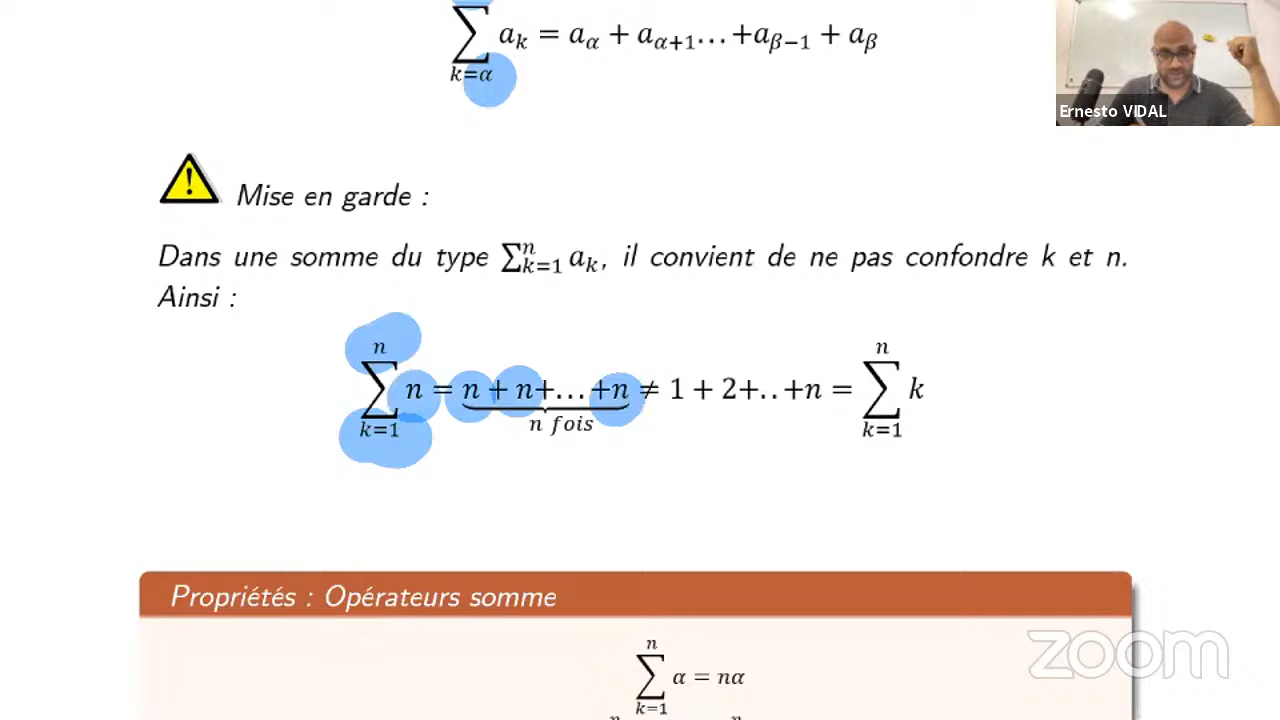 ∑ a_k = a_α + a_{α+1}...+a_{β−1} + a_β
k=α
Ernesto VIDAL
Mise en garde :
Dans une somme du type ∑_{k=1}^{n} a_k, il convient de ne pas confondre k et n.
Ainsi :
∑_{k=1}^{n} n = n + n+...+n ≠ 1 + 2+..+n = ∑_{k=1}^{n} k
n fois
Propriétés : Opérateurs somme
∑_{k=1}^{n} α = nα
n n
zoom